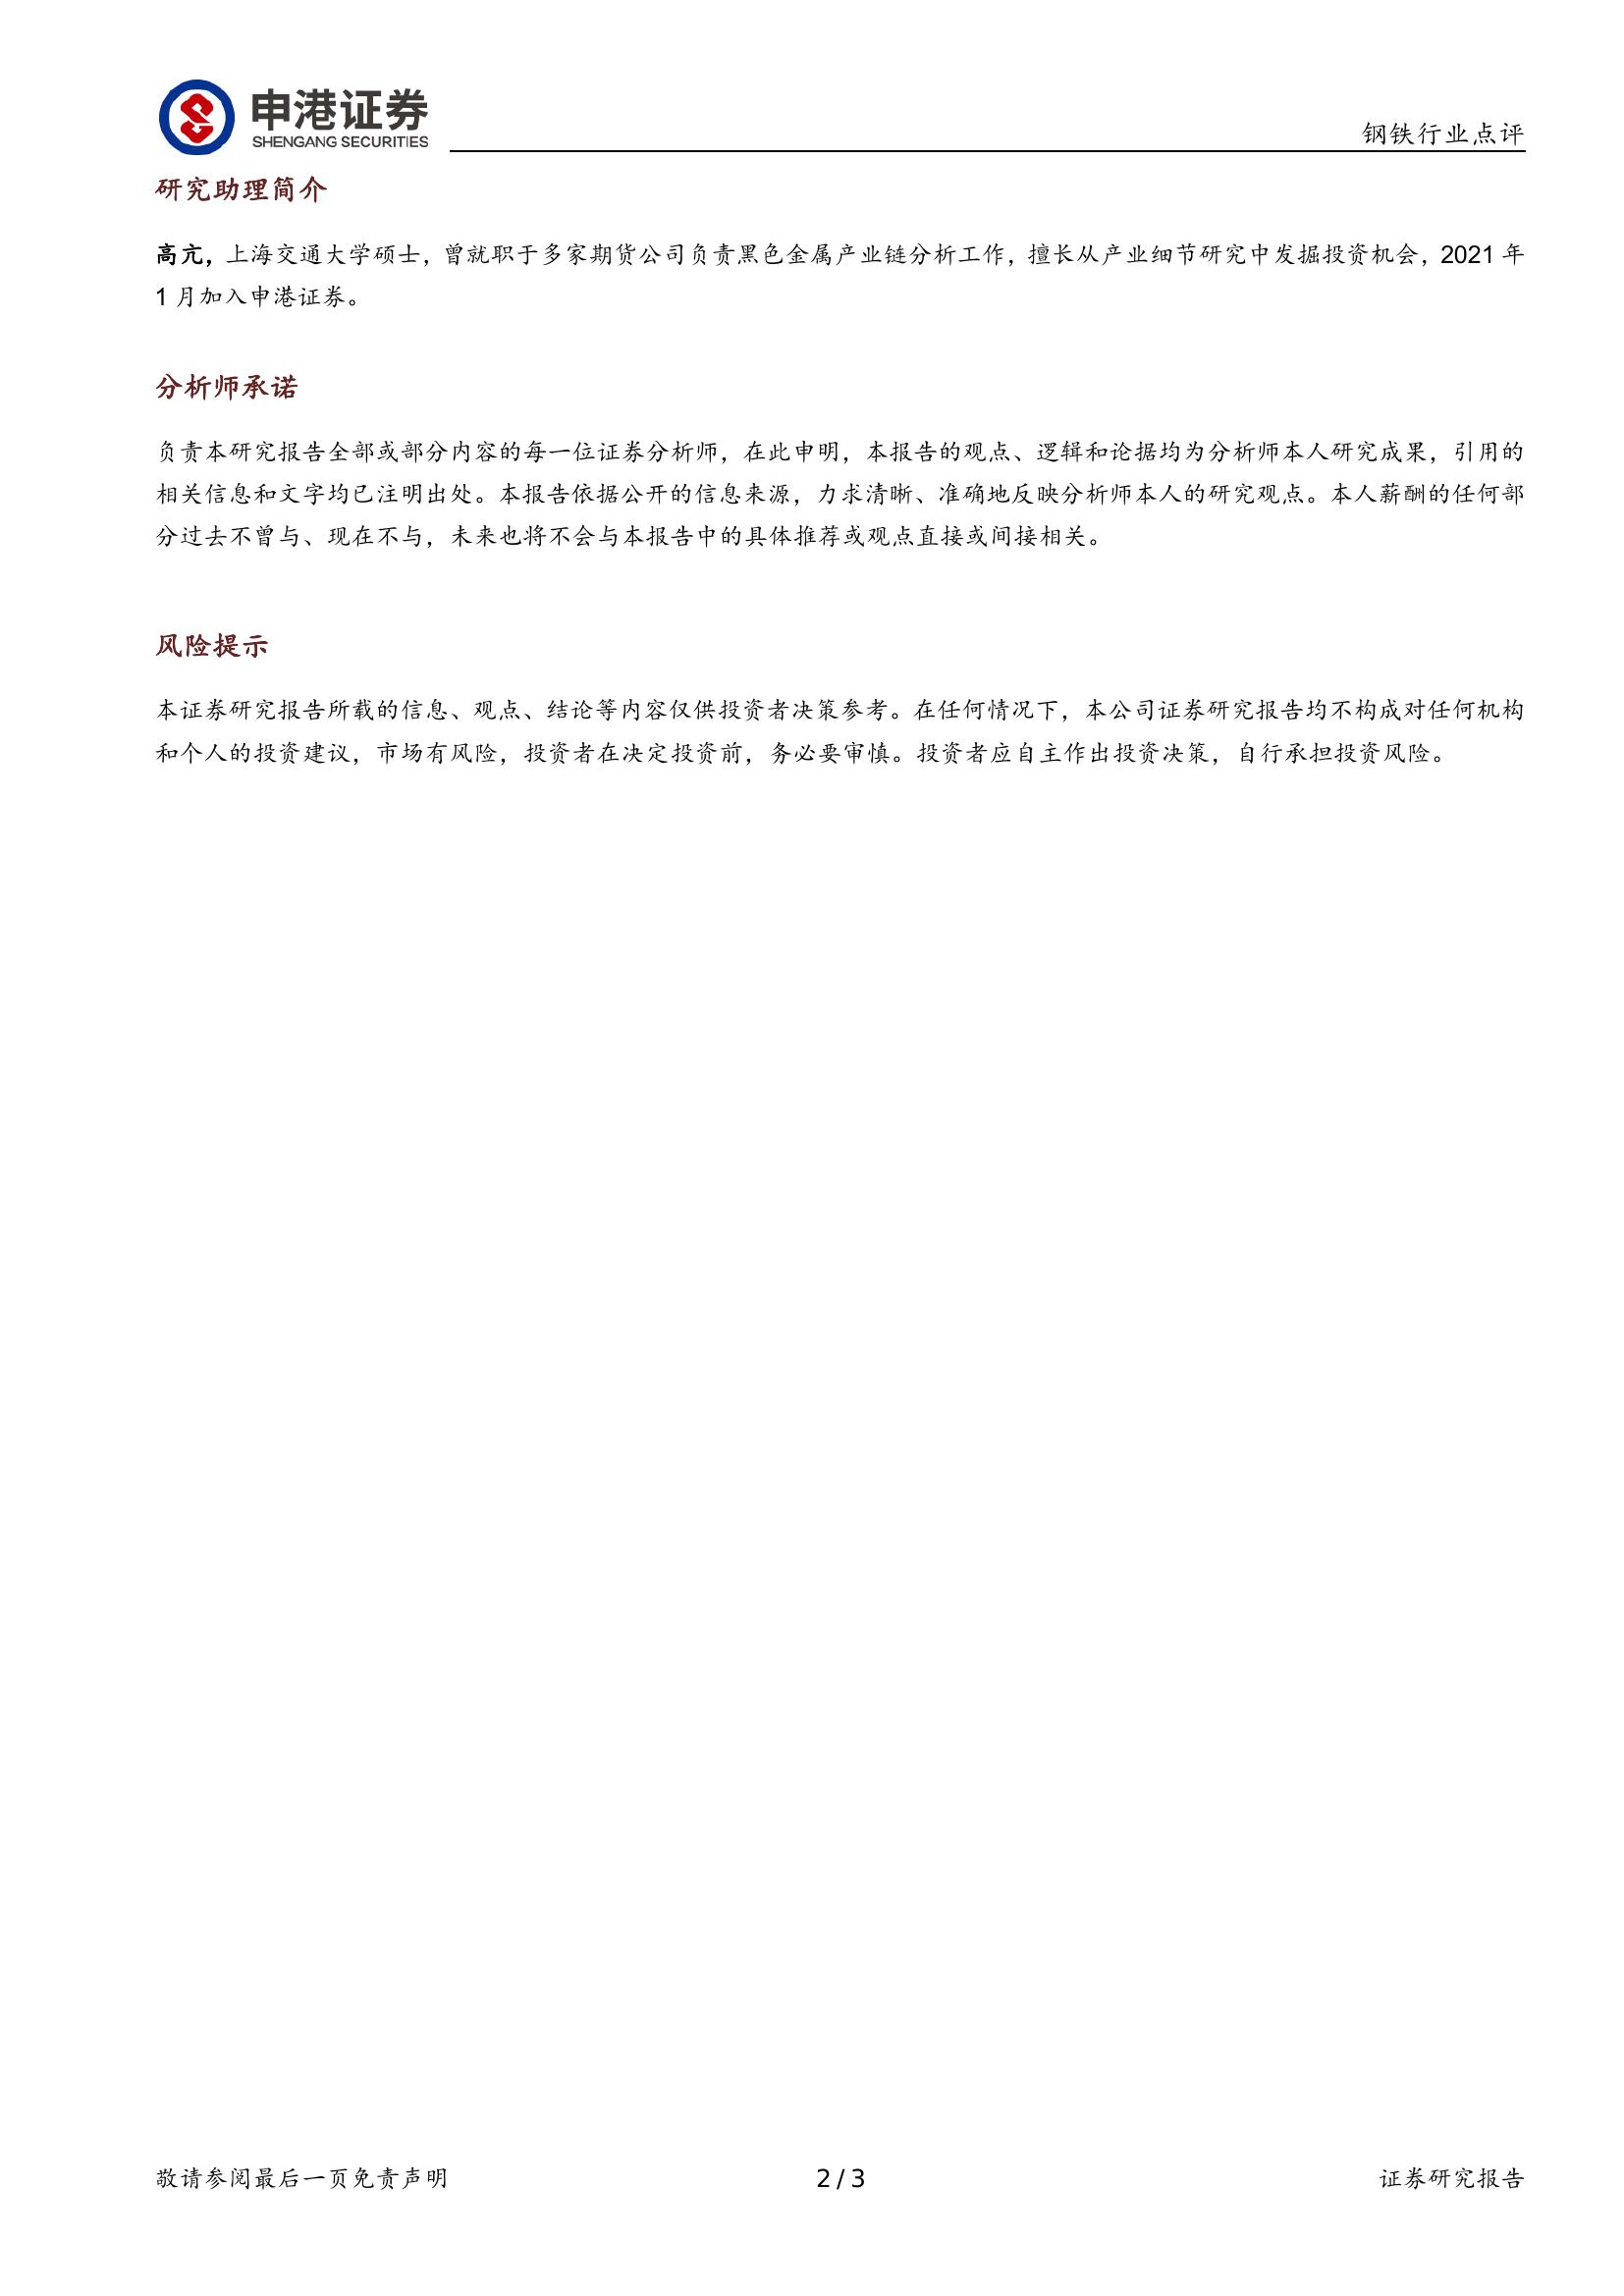 申港证券
SHENGANG SECURITIES
钢铁行业点评
研究助理简介
高亢，上海交通大学硕士，曾就职于多家期货公司负责黑色金属产业链分析工作，擅长从产业细节研究中发掘投资机会，2021 年
1 月加入申港证券。
分析师承诺
负责本研究报告全部或部分内容的每一位证券分析师，在此申明，本报告的观点、逻辑和论据均为分析师本人研究成果，引用的
相关信息和文字均已注明出处。本报告依据公开的信息来源，力求清晰、准确地反映分析师本人的研究观点。本人薪酬的任何部
分过去不曾与、现在不与，未来也将不会与本报告中的具体推荐或观点直接或间接相关。
风险提示
本证券研究报告所载的信息、观点、结论等内容仅供投资者决策参考。在任何情况下，本公司证券研究报告均不构成对任何机构
和个人的投资建议，市场有风险，投资者在决定投资前，务必要审慎。投资者应自主作出投资决策，自行承担投资风险。
敬请参阅最后一页免责声明
2 / 3
证券研究报告